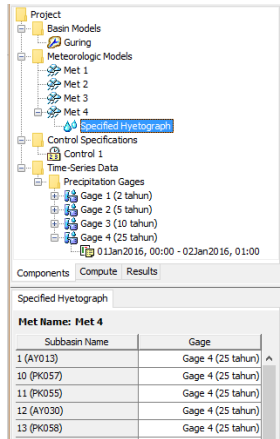 Project
Basin Models
Guring
Meteorologic Models
Met 1
Met 2
Met 3
Met 4
Specified Hyetograph
Control Specifications
Control 1
Time-Series Data
Precipitation Gages
Gage 1 (2 tahun)
Gage 2 (5 tahun)
Gage 3 (10 tahun)
Gage 4 (25 tahun)
01Jan2016, 00:00 - 02Jan2016, 01:00
Components Compute Results
Specified Hyetograph
Met Name: Met 4
Subbasin Name Gage
1 (AY013) Gage 4 (25 tahun)
10 (PK057) Gage 4 (25 tahun)
11 (PK055) Gage 4 (25 tahun)
12 (AY030) Gage 4 (25 tahun)
13 (PK058) Gage 4 (25 tahun)